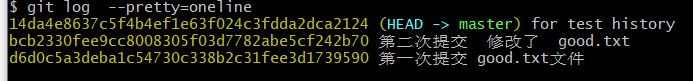 $ git log  --pretty=oneline
14da4e8637c5f4b4ef1e63f024c3fdda2dca2124 (HEAD -> master) for test history
bcb2330fee9cc8008305f03d7782abe5cf242b70 第二次提交  修改了  good.txt
d6d0c5a3deba1c54730c338b2c31fee3d1739590 第一次提交 good.txt文件